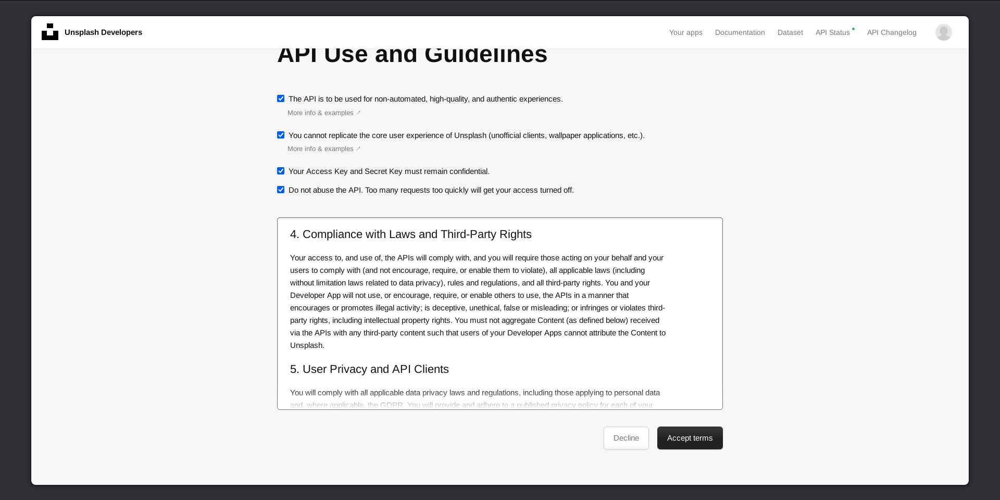 Unsplash Developers
Your apps
Documentation
Dataset
API Status
API Changelog
API Use and Guidelines
The API is to be used for non-automated, high-quality, and authentic experiences.
More info & examples ↗
You cannot replicate the core user experience of Unsplash (unofficial clients, wallpaper applications, etc.).
More info & examples ↗
Your Access Key and Secret Key must remain confidential.
Do not abuse the API. Too many requests too quickly will get your access turned off.
4. Compliance with Laws and Third-Party Rights
Your access to, and use of, the APIs will comply with, and you will require those acting on your behalf and your
users to comply with (and not encourage, require, or enable them to violate), all applicable laws (including
without limitation laws related to data privacy), rules and regulations, and all third-party rights. You and your
Developer App will not use, or encourage, require, or enable others to use, the APIs in a manner that
encourages or promotes illegal activity; is deceptive, unethical, false or misleading; or infringes or violates third-
party rights, including intellectual property rights. You must not aggregate Content (as defined below) received
via the APIs with any third-party content such that users of your Developer Apps cannot attribute the Content to
Unsplash.
5. User Privacy and API Clients
You will comply with all applicable data privacy laws and regulations, including those applying to personal data
and, where applicable, the GDPR. You will provide and adhere to a published privacy policy for each of your
Decline
Accept terms